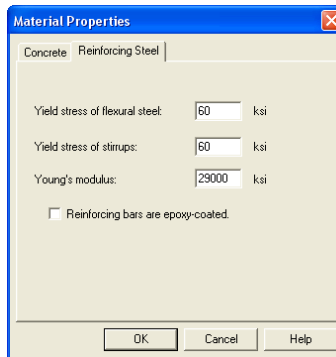 Material Properties
Concrete Reinforcing Steel
Yield stress of flexural steel: 60 ksi
Yield stress of stirrups: 60 ksi
Young's modulus: 29000 ksi
Reinforcing bars are epoxy-coated.
OK Cancel Help